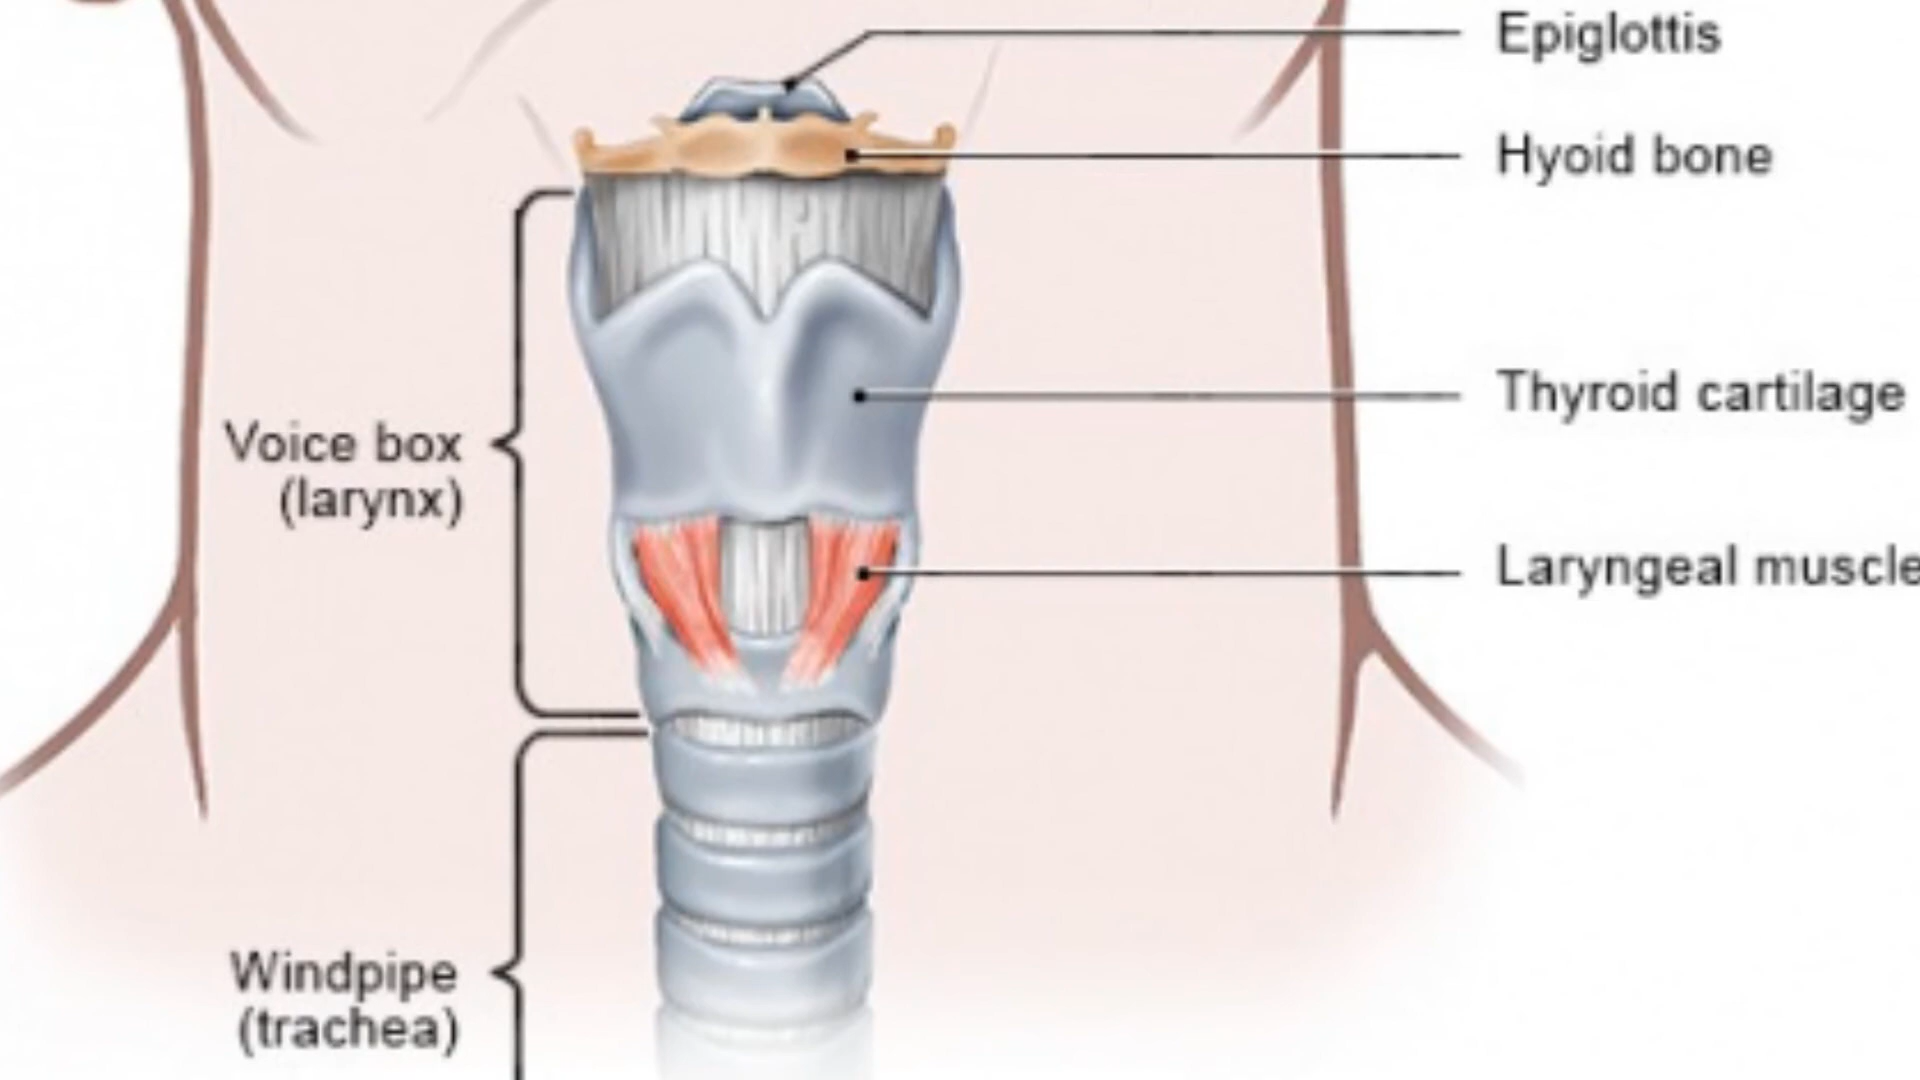 Epiglottis
Hyoid bone
Thyroid cartilage
Voice box
(larynx)
Laryngeal muscle
Windpipe
(trachea)